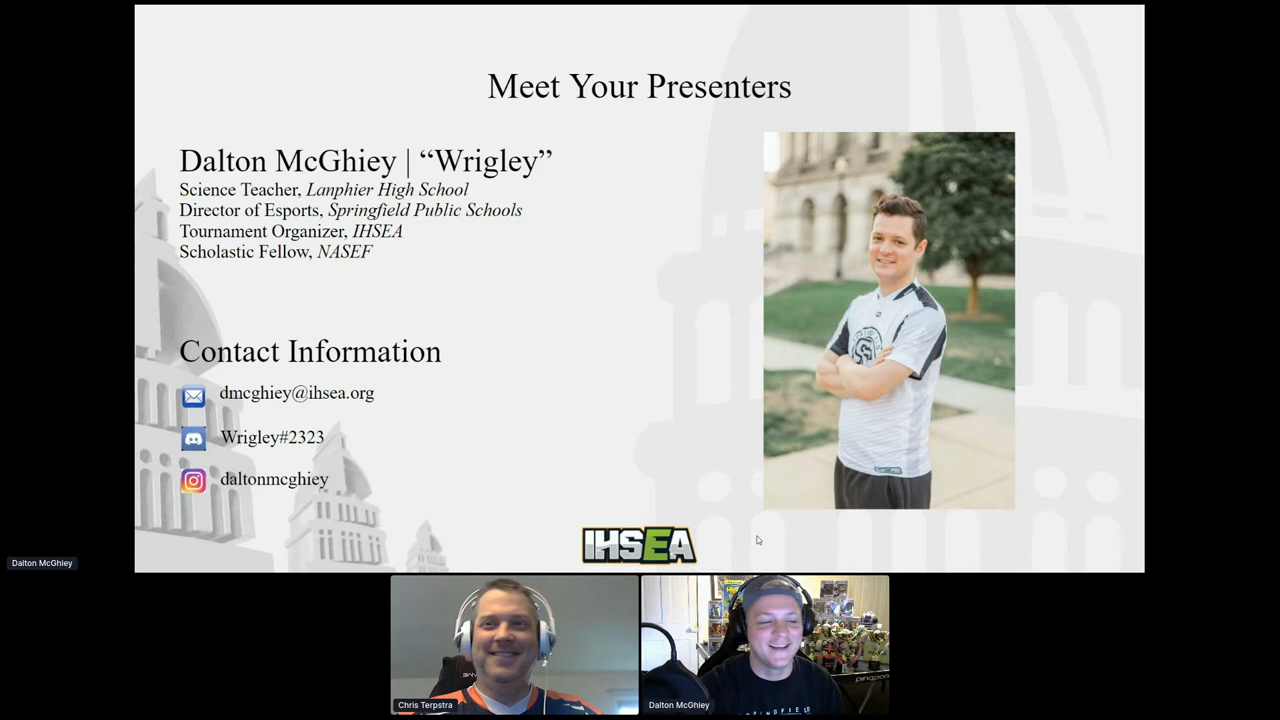 Meet Your Presenters
Dalton McGhiey | “Wrigley”
Science Teacher, Lanphier High School
Director of Esports, Springfield Public Schools
Tournament Organizer, IHSEA
Scholastic Fellow, NASEF
Contact Information
dmcghiey@ihsea.org
Wrigley#2323
daltonmcghiey
IHSEA
Dalton McGhiey
Chris Terpstra
Dalton McGhiey